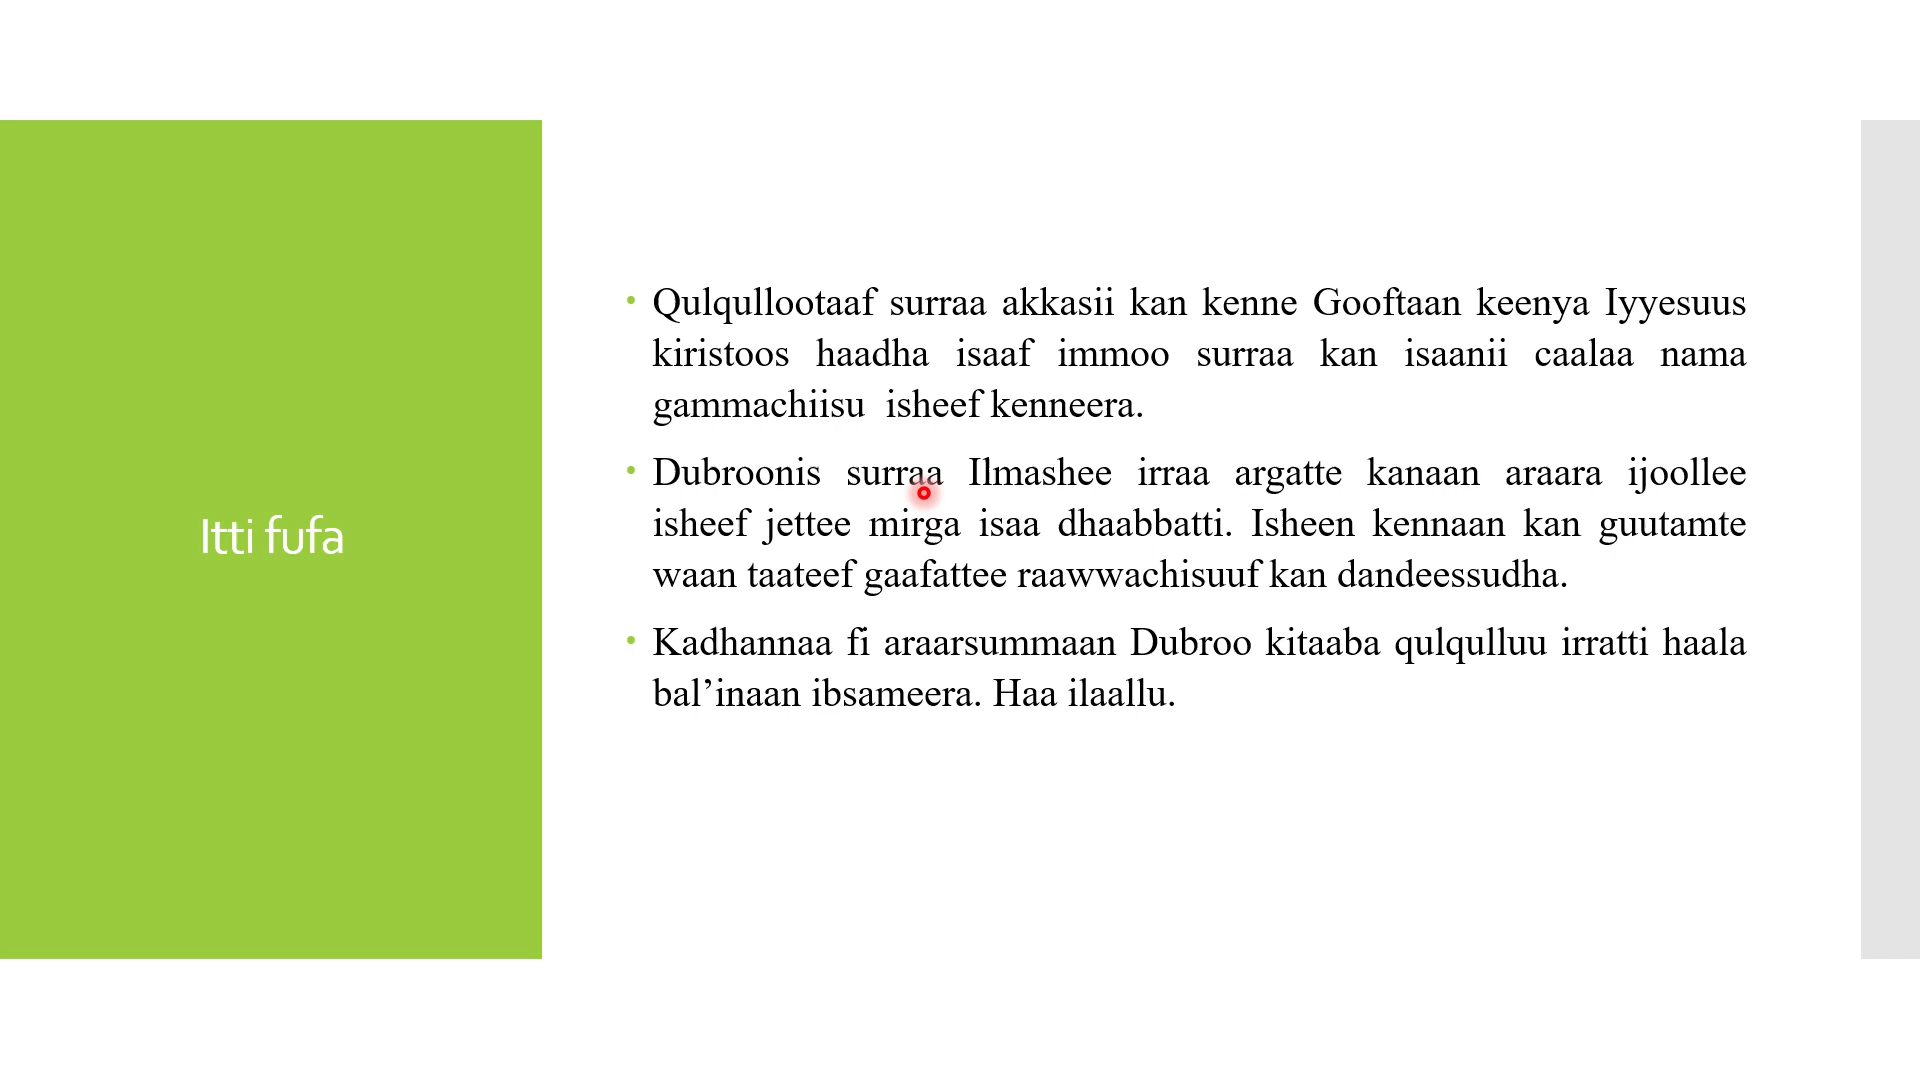 Itti fufa
Qulqullootaaf surraa akkasii kan kenne Gooftaan keenya Iyyesuus
kiristoos haadha isaaf immoo surraa kan isaanii caalaa nama
gammachiisu isheef kenneera.
Dubroonis surraa Ilmashee irraa argatte kanaan araara ijoollee
isheef jettee mirga isaa dhaabbatti. Isheen kennaan kan guutamte
waan taateef gaafattee raawwachisuuf kan dandeessudha.
Kadhannaa fi araarsummaan Dubroo kitaaba qulqulluu irratti haala
bal’inaan ibsameera. Haa ilaallu.